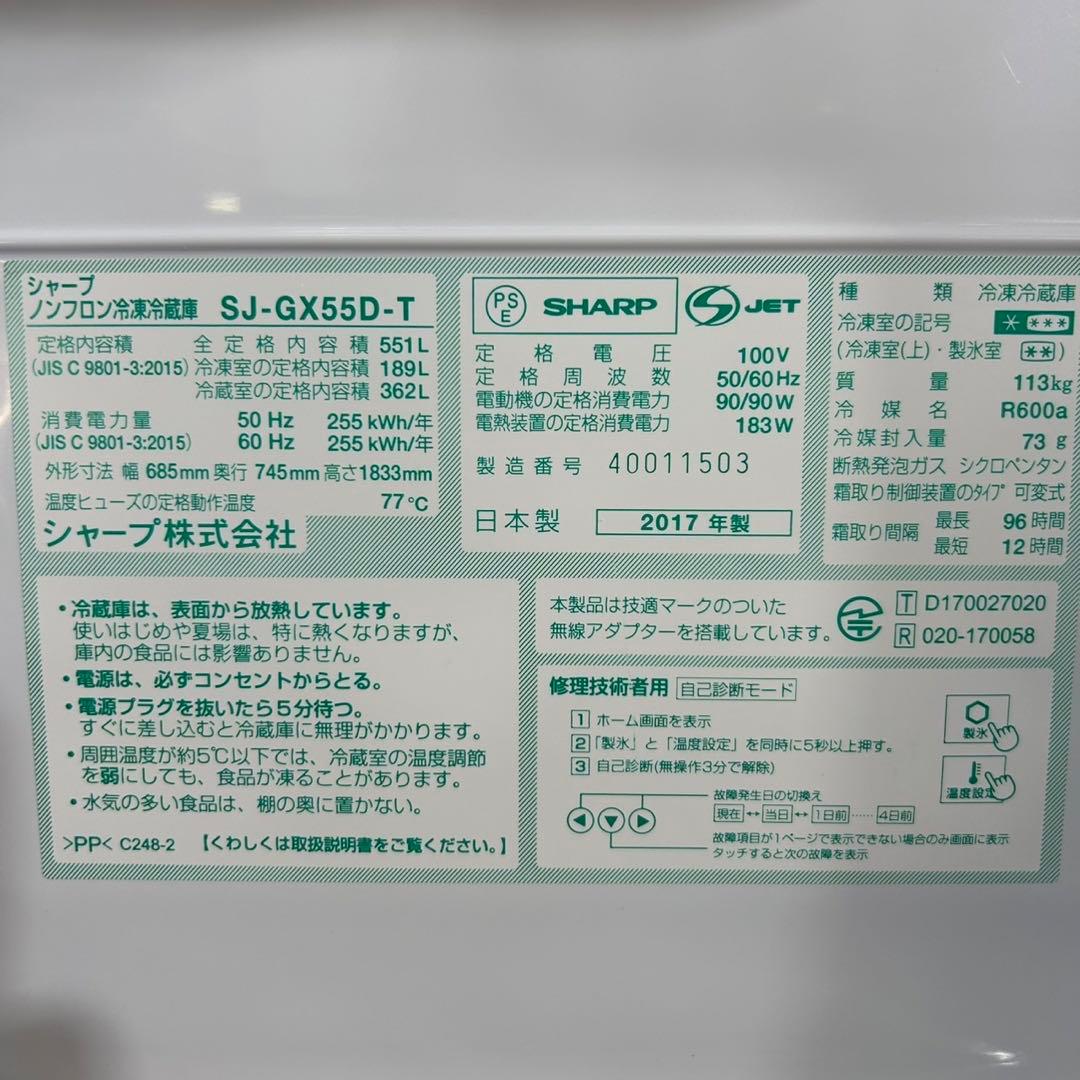 シャープ
ノンフロン冷凍冷蔵庫 SJ-GX55D-T
定格内容積 全定格内容積 551L
(JIS C 9801-3:2015) 冷凍室の定格内容積 189L
冷蔵室の定格内容積 362L
消費電力量 50 Hz 255 kWh/年
(JIS C 9801-3:2015) 60 Hz 255 kWh/年
外形寸法 幅 685mm 奥行 745mm 高さ 1833mm
温度ヒューズの定格動作温度 77℃
シャープ株式会社
PSE SHARP S JET
定格電圧 100V
定格周波数 50/60Hz
電動機の定格消費電力 90/90W
電熱装置の定格消費電力 183W
製造番号 40011503
日本製 2017 年製
種類 冷凍冷蔵庫
冷凍室の記号 * ***
(冷凍室(上)・製氷室 **)
質量 113kg
冷媒名 R600a
冷媒封入量 73 g
断熱発泡ガス シクロペンタン
霜取り制御装置のタイプ 可変式
霜取り間隔 最長 96 時間
最短 12 時間
・冷蔵庫は、表面から放熱しています。
使いはじめや夏場は、特に熱くなりますが、
庫内の食品には影響ありません。
・電源は、必ずコンセントからとる。
・電源プラグを抜いたら5分待つ。
すぐに差し込むと冷蔵庫に無理がかかります。
・周囲温度が約5℃以下では、冷蔵室の温度調節
を弱にしても、食品が凍ることがあります。
・水気の多い食品は、棚の奥に置かない。
>PP< C248-2 【くわしくは取扱説明書をご覧ください。】
本製品は技適マークのついた
無線アダプターを搭載しています。
T D170027020
R 020-170058
修理技術者用 自己診断モード
1 ホーム画面を表示
2 「製氷」と「温度設定」を同時に5秒以上押す。
3 自己診断(無操作3分で解除)
製氷
温度設定
故障発生日の切換え
◀ ▼ ▶ 現在 ↔ 当日 ↔ 1日前 …… 4日前
故障項目が1ページで表示できない場合のみ画面に表示
タッチすると次の故障を表示